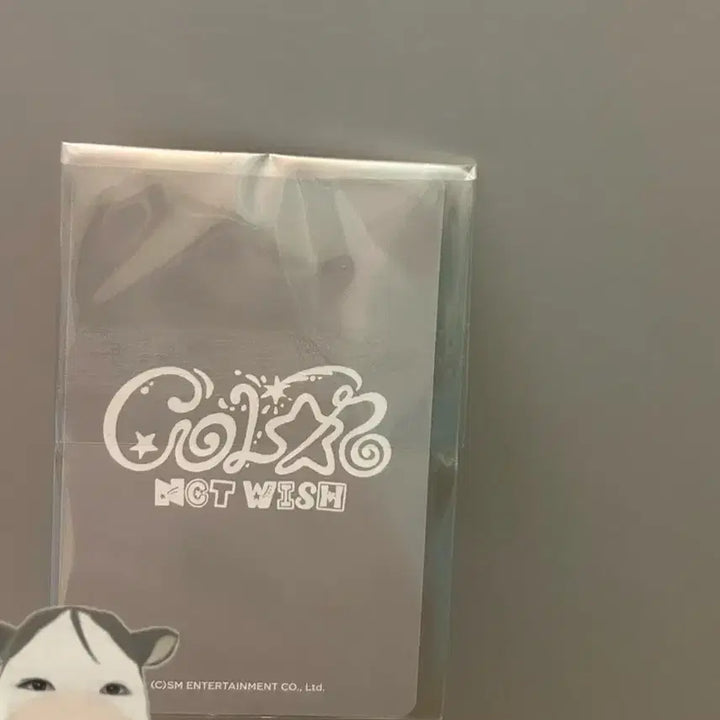 COLOR
NCT WISH
(C)SM ENTERTAINMENT CO., Ltd.